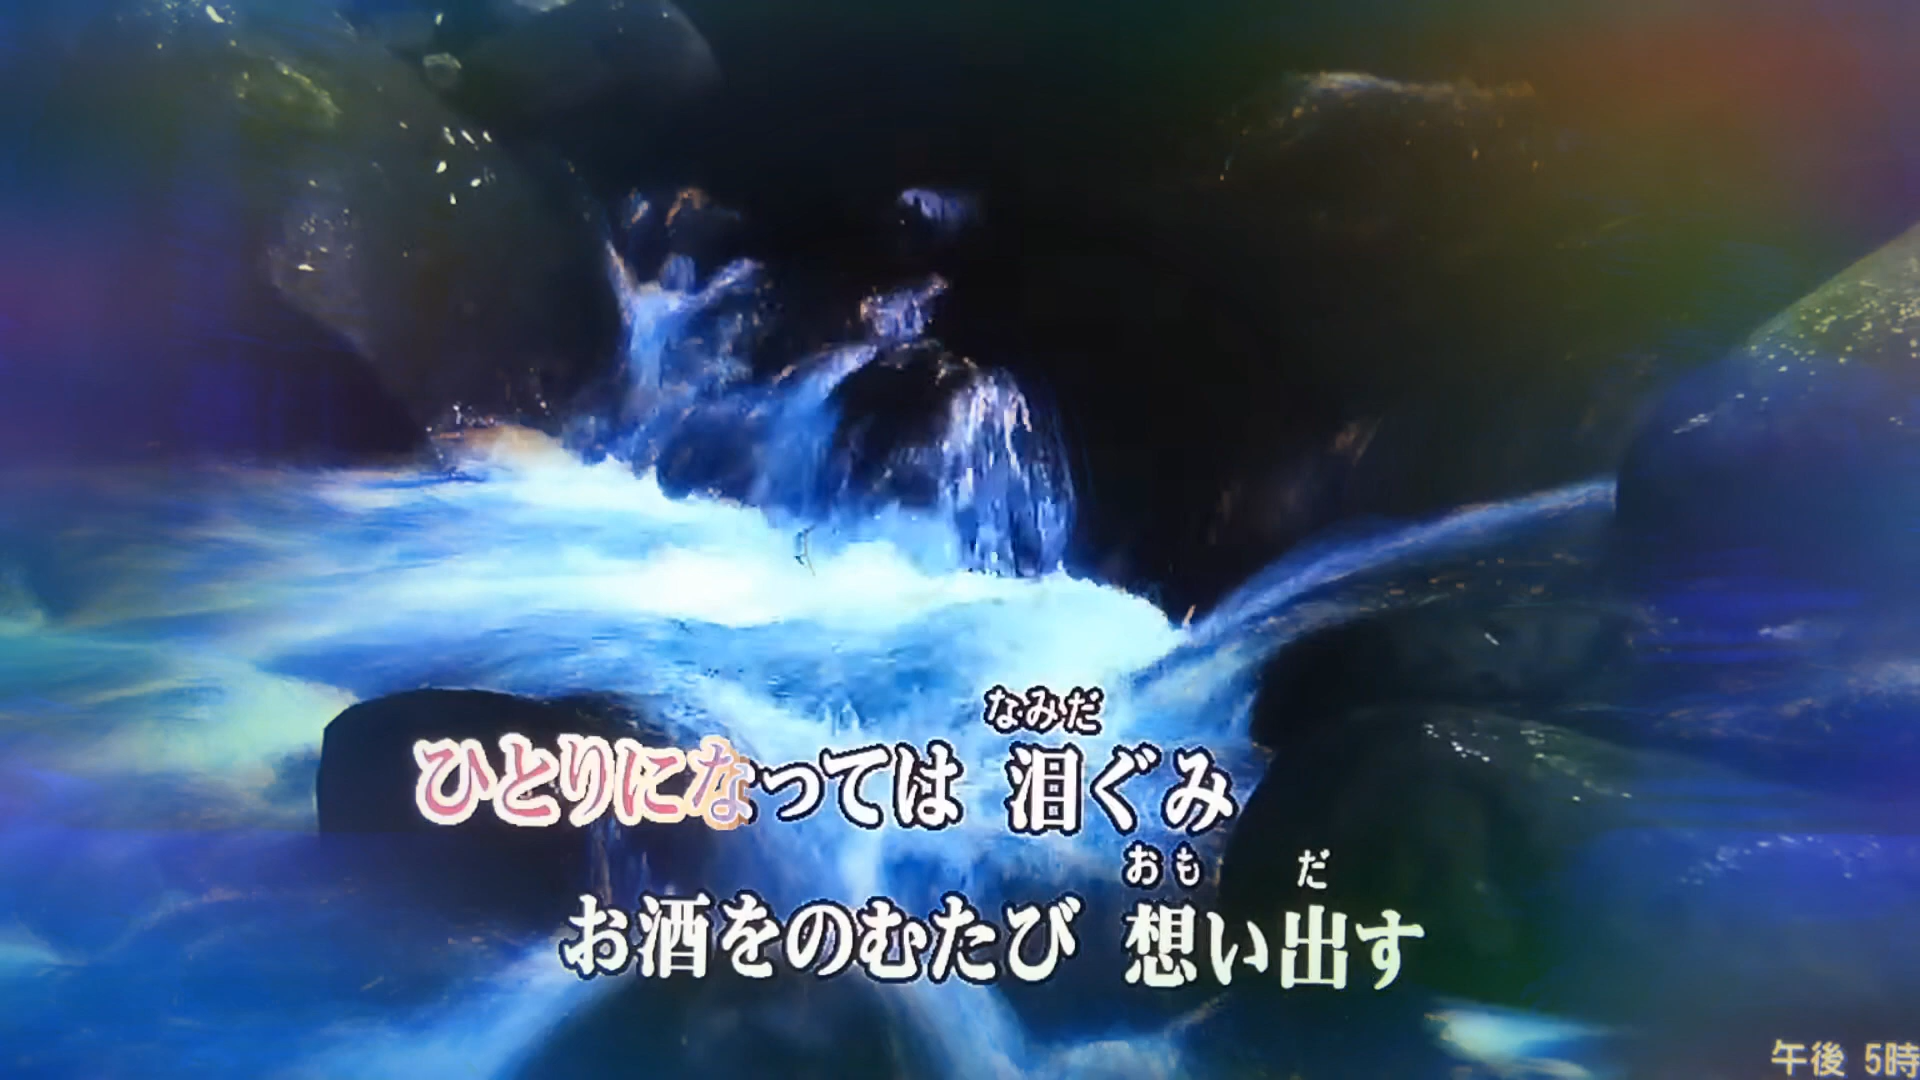 なみだ
ひとりになっては 泪ぐみ
おも だ
お酒をのむたび 想い出す
午後 5時